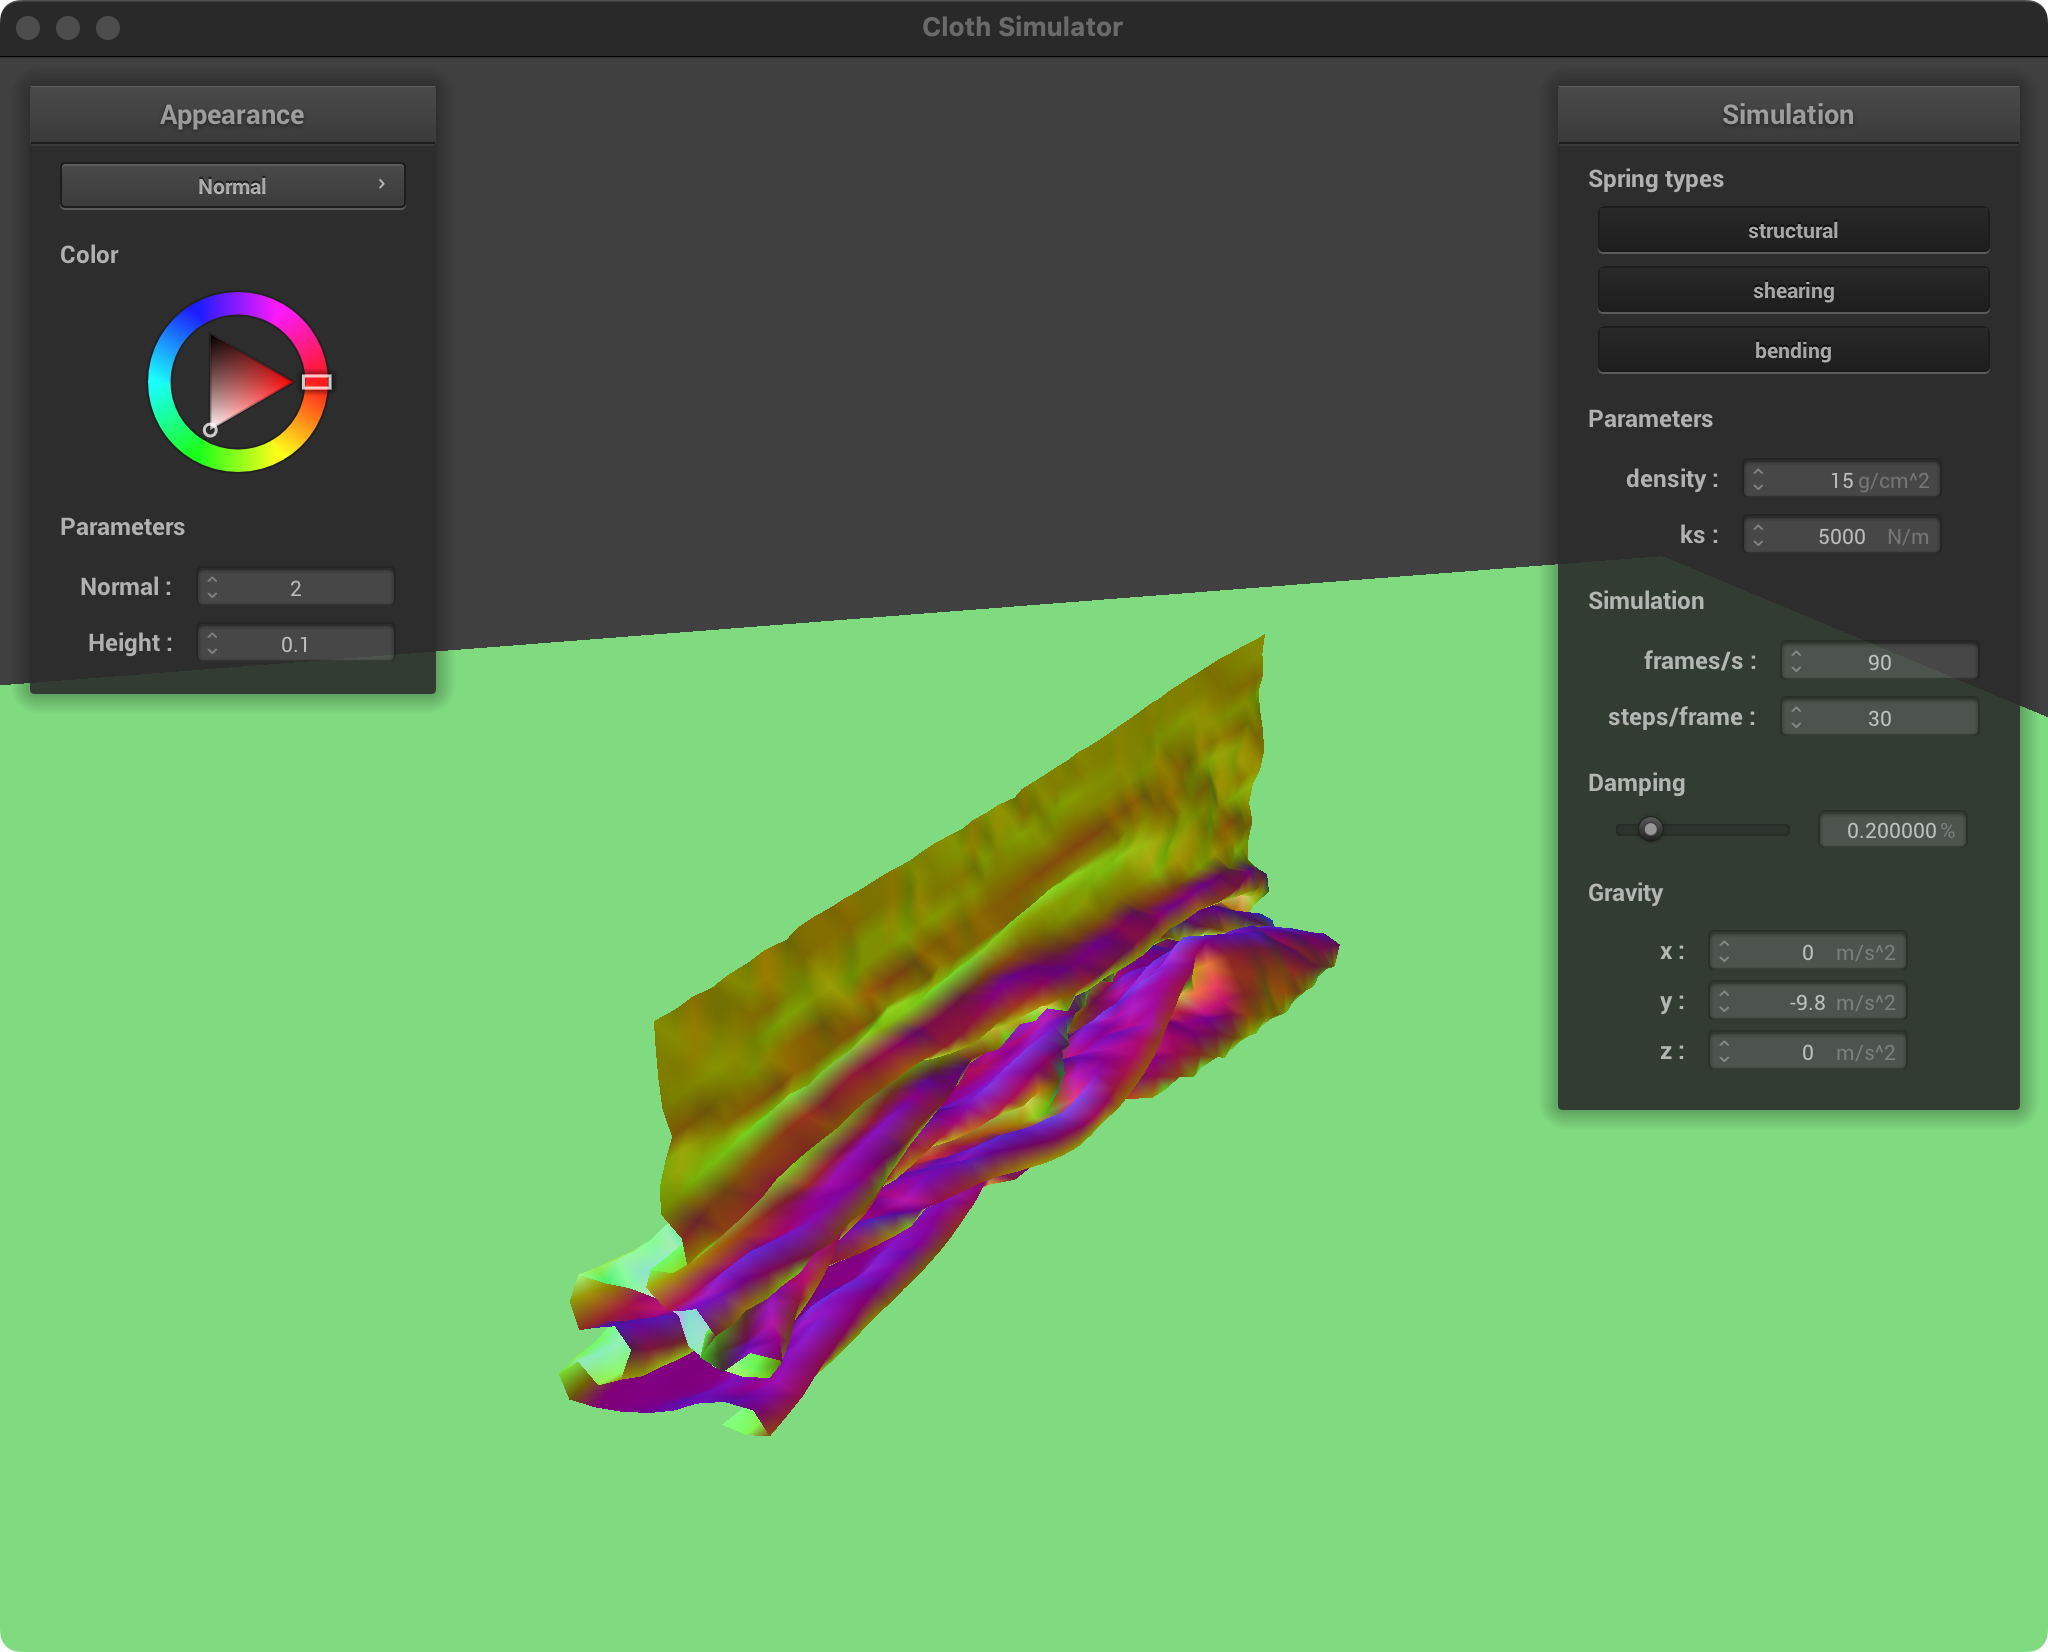 Cloth Simulator
Appearance
Normal
Color
Parameters
Normal : 2
Height : 0.1
Simulation
Spring types
structural
shearing
bending
Parameters
density : 15 g/cm^2
ks : 5000 N/m
Simulation
frames/s : 90
steps/frame : 30
Damping
0.200000 %
Gravity
x : 0 m/s^2
y : -9.8 m/s^2
z : 0 m/s^2